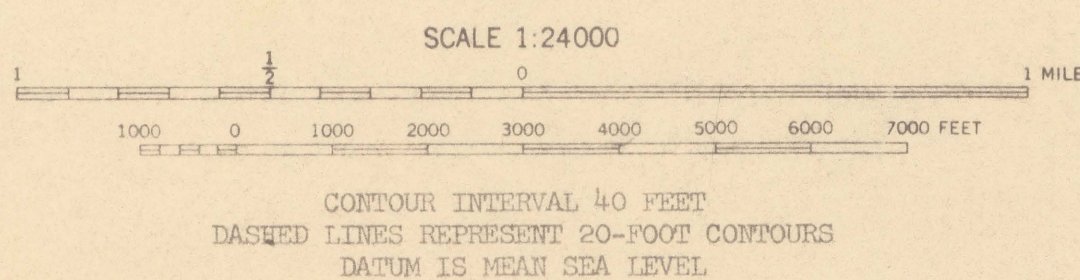 SCALE 1:24000
1 1/2 0 1 MILE
1000 0 1000 2000 3000 4000 5000 6000 7000 FEET
CONTOUR INTERVAL 40 FEET
DASHED LINES REPRESENT 20-FOOT CONTOURS
DATUM IS MEAN SEA LEVEL